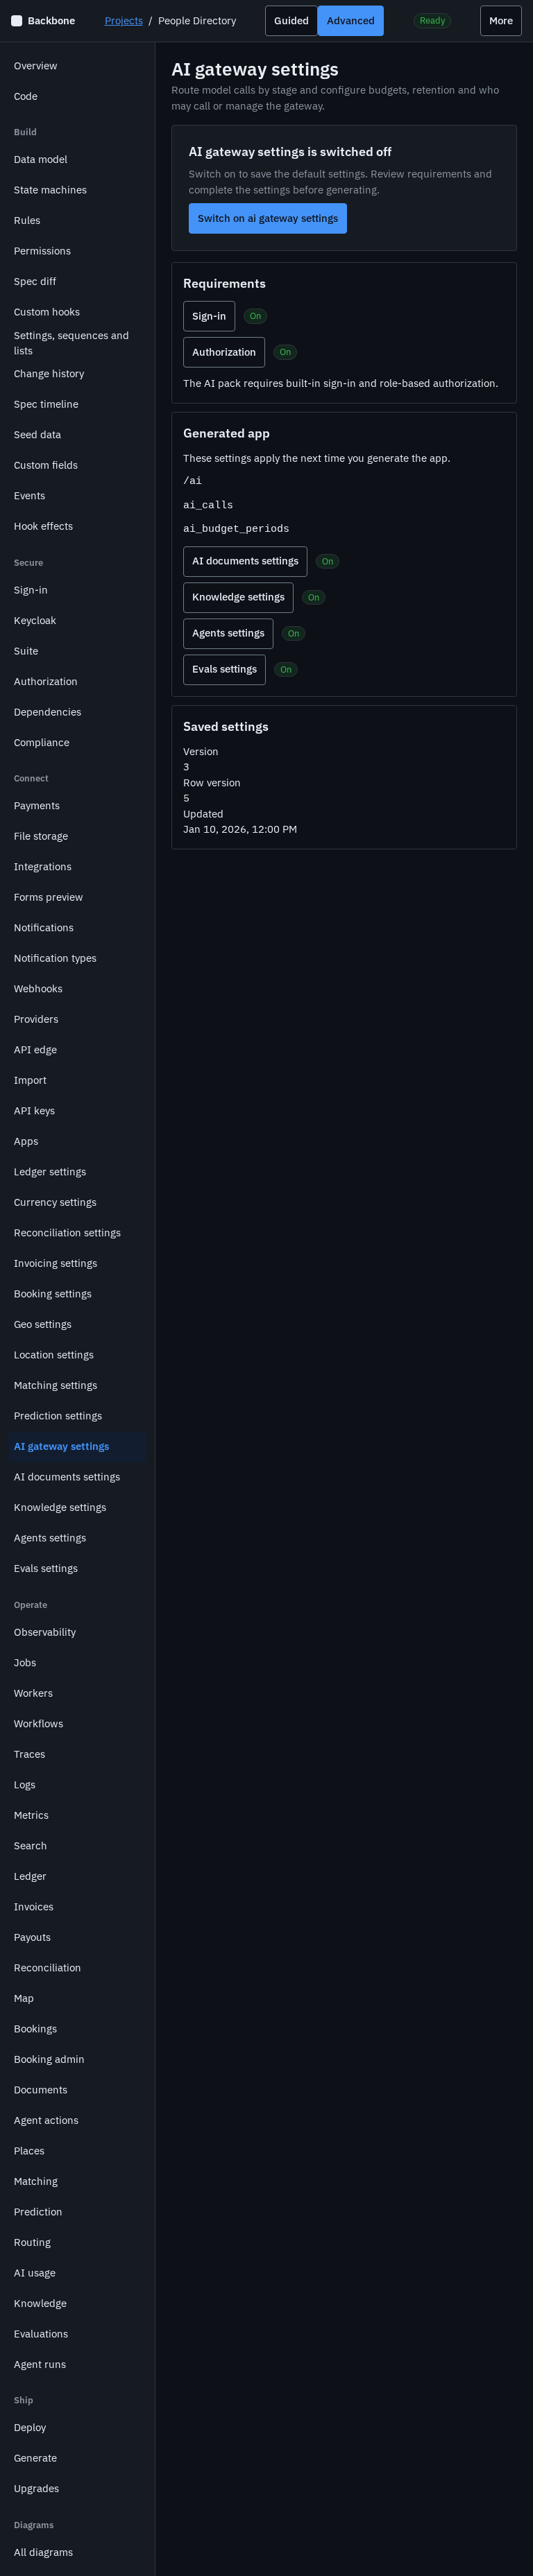 Backbone
Projects / People Directory
Guided
Advanced
Ready
More
Overview
Code
Build
Data model
State machines
Rules
Permissions
Spec diff
Custom hooks
Settings, sequences and
lists
Change history
Spec timeline
Seed data
Custom fields
Events
Hook effects
Secure
Sign-in
Keycloak
Suite
Authorization
Dependencies
Compliance
Connect
Payments
File storage
Integrations
Forms preview
Notifications
Notification types
Webhooks
Providers
API edge
Import
API keys
Apps
Ledger settings
Currency settings
Reconciliation settings
Invoicing settings
Booking settings
Geo settings
Location settings
Matching settings
Prediction settings
AI gateway settings
AI documents settings
Knowledge settings
Agents settings
Evals settings
Operate
Observability
Jobs
Workers
Workflows
Traces
Logs
Metrics
Search
Ledger
Invoices
Payouts
Reconciliation
Map
Bookings
Booking admin
Documents
Agent actions
Places
Matching
Prediction
Routing
AI usage
Knowledge
Evaluations
Agent runs
Ship
Deploy
Generate
Upgrades
Diagrams
All diagrams
AI gateway settings
Route model calls by stage and configure budgets, retention and who
may call or manage the gateway.
AI gateway settings is switched off
Switch on to save the default settings. Review requirements and
complete the settings before generating.
Switch on ai gateway settings
Requirements
Sign-in On
Authorization On
The AI pack requires built-in sign-in and role-based authorization.
Generated app
These settings apply the next time you generate the app.
/ai
ai_calls
ai_budget_periods
AI documents settings On
Knowledge settings On
Agents settings On
Evals settings On
Saved settings
Version
3
Row version
5
Updated
Jan 10, 2026, 12:00 PM